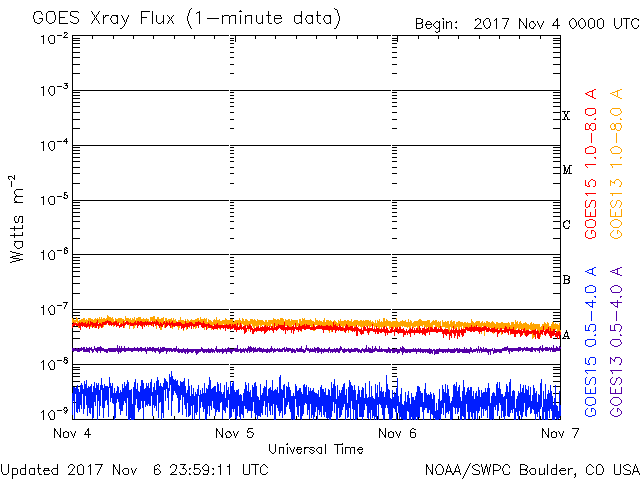 GOES Xray Flux (1-minute data)
Begin: 2017 Nov 4 0000 UTC
10-2
10-3
10-4
10-5
10-6
10-7
10-8
10-9
Watts m-2
X
M
C
B
A
GOES15 1.0-8.0 A
GOES13 1.0-8.0 A
GOES15 0.5-4.0 A
GOES13 0.5-4.0 A
Nov 4
Nov 5
Nov 6
Nov 7
Universal Time
Updated 2017 Nov 6 23:59:11 UTC
NOAA/SWPC Boulder, CO USA